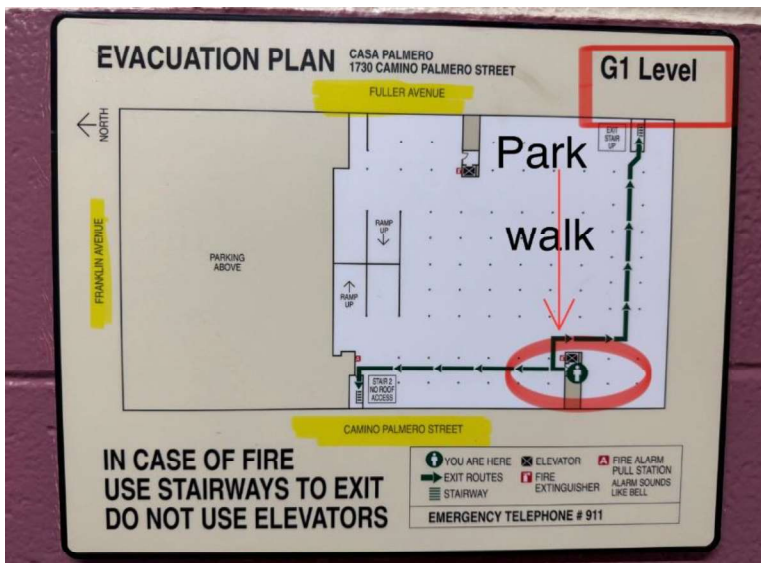 EVACUATION PLAN
CASA PALMERO
1730 CAMINO PALMERO STREET
G1 Level
FULLER AVENUE
NORTH
EXIT
STAIR
UP
Park
walk
RAMP
UP
FRANKLIN AVENUE
PARKING
ABOVE
RAMP
UP
STAIR 2
NO ROOF
ACCESS
CAMINO PALMERO STREET
IN CASE OF FIRE
USE STAIRWAYS TO EXIT
DO NOT USE ELEVATORS
YOU ARE HERE
EXIT ROUTES
STAIRWAY
ELEVATOR
FIRE
EXTINGUISHER
A FIRE ALARM
PULL STATION
ALARM SOUNDS
LIKE BELL
EMERGENCY TELEPHONE # 911